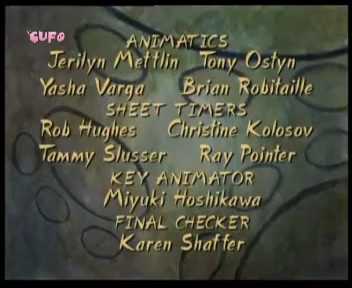 GUFO
ANIMATICS
Jerilyn Mettlin Tony Ostyn
Yasha Varga Brian Robitaille
SHEET TIMERS
Rob Hughes Christine Kolosov
Tammy Slusser Ray Pointer
KEY ANIMATOR
Miyuki Hoshikawa
FINAL CHECKER
Karen Shaffer